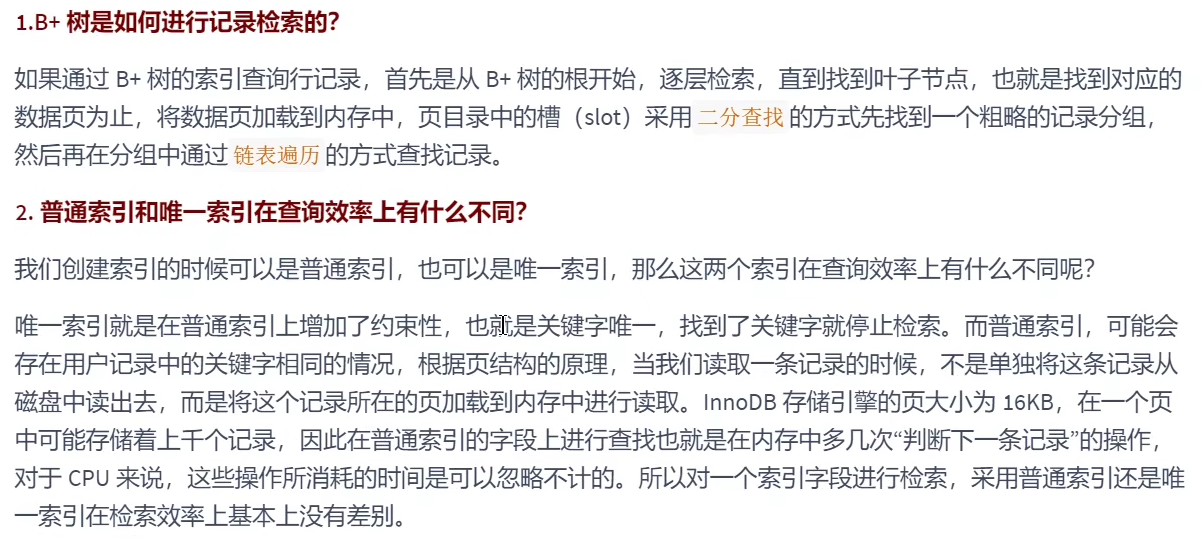 1.B+ 树是如何进行记录检索的？
如果通过 B+ 树的索引查询行记录，首先是从 B+ 树的根开始，逐层检索，直到找到叶子节点，也就是找到对应的
数据页为止，将数据页加载到内存中，页目录中的槽（slot）采用 二分查找 的方式先找到一个粗略的记录分组，
然后再在分组中通过 链表遍历 的方式查找记录。
2. 普通索引和唯一索引在查询效率上有什么不同？
我们创建索引的时候可以是普通索引，也可以是唯一索引，那么这两个索引在查询效率上有什么不同呢？
唯一索引就是在普通索引上增加了约束性，也就是关键字唯一，找到了关键字就停止检索。而普通索引，可能会
存在用户记录中的关键字相同的情况，根据页结构的原理，当我们读取一条记录的时候，不是单独将这条记录从
磁盘中读出去，而是将这个记录所在的页加载到内存中进行读取。InnoDB 存储引擎的页大小为 16KB，在一个页
中可能存储着上千个记录，因此在普通索引的字段上进行查找也就是在内存中多几次“判断下一条记录”的操作，
对于 CPU 来说，这些操作所消耗的时间是可以忽略不计的。所以对一个索引字段进行检索，采用普通索引还是唯
一索引在检索效率上基本上没有差别。